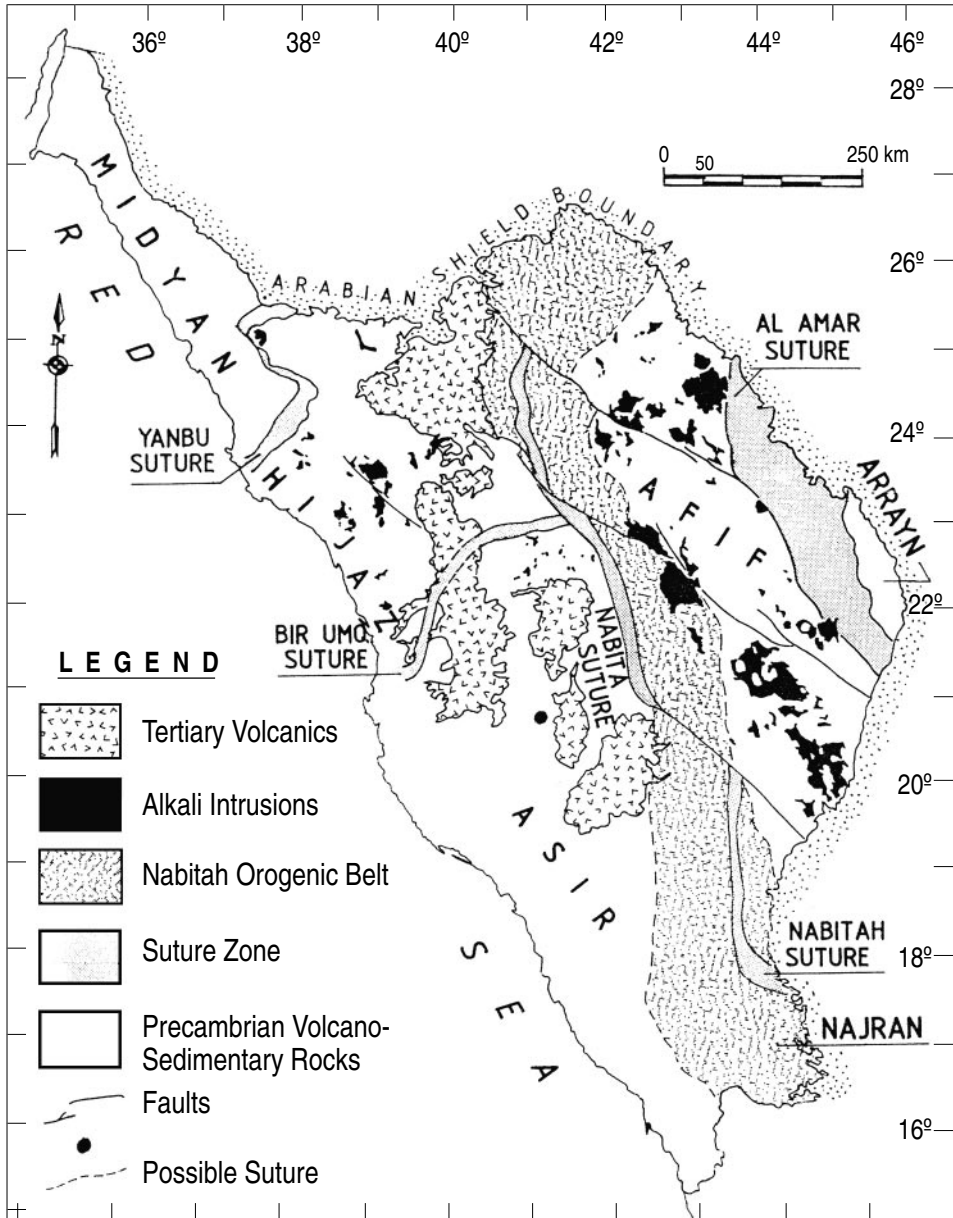 36º 38º 40º 42º 44º 46º
28º
0 50 250 km
MIDYAN
RED
ARABIAN SHIELD BOUNDARY
26º
N
AL AMAR
SUTURE
YANBU
SUTURE
24º
HIJAZ
AFIF
ARRAYN
22º
BIR UMQ
SUTURE
NABITA
SUTURE
LEGEND
Tertiary Volcanics
20º
Alkali Intrusions
ASIR
Nabitah Orogenic Belt
SEA
NABITAH
SUTURE
18º
Suture Zone
NAJRAN
Precambrian Volcano-
Sedimentary Rocks
Faults
16º
Possible Suture